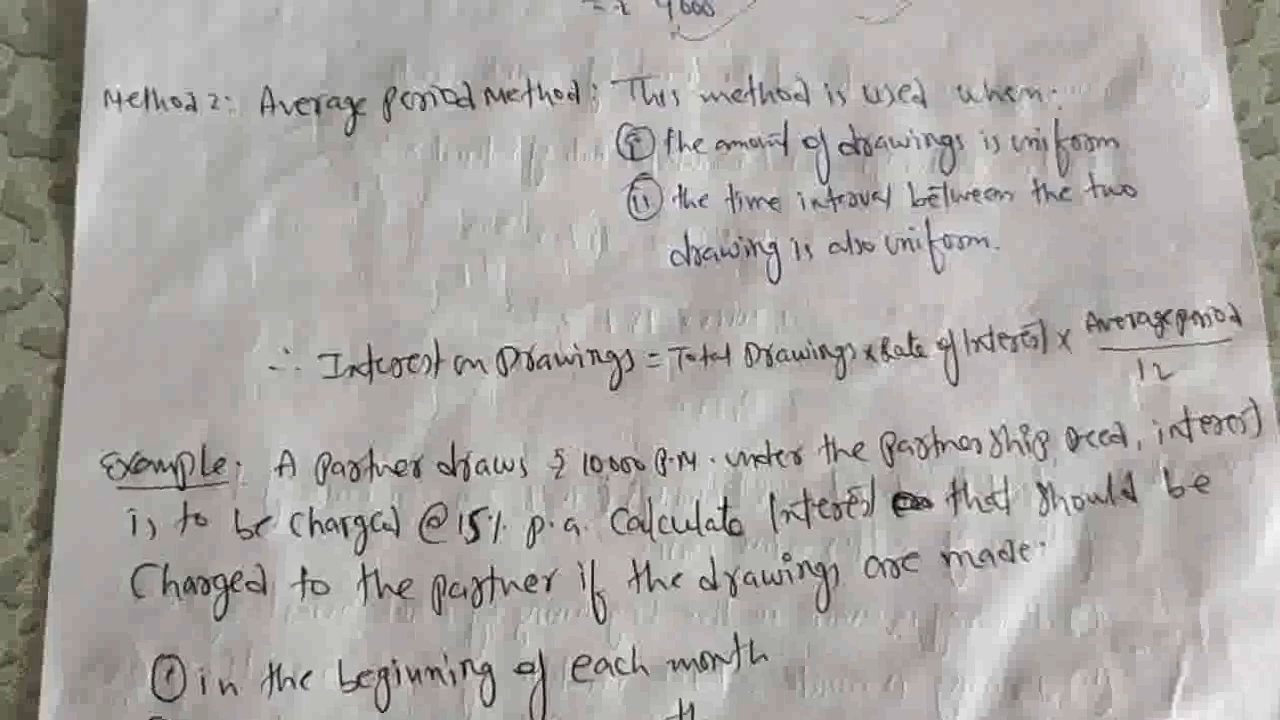 = ₹ 4000
Method 2: Average period Method: This method is used when:
(i) the amount of drawings is uniform
(ii) the time interval between the two
drawing is also uniform.
∴ Interest on Drawings = Total Drawings × Rate of Interest × Average period / 12
Example: A partner draws ₹ 10000 P.M. under the partnership deed, interest
is to be charged @ 15% p.a. Calculate Interest that should be
Charged to the partner if the drawings are made:
(i) in the beginning of each month